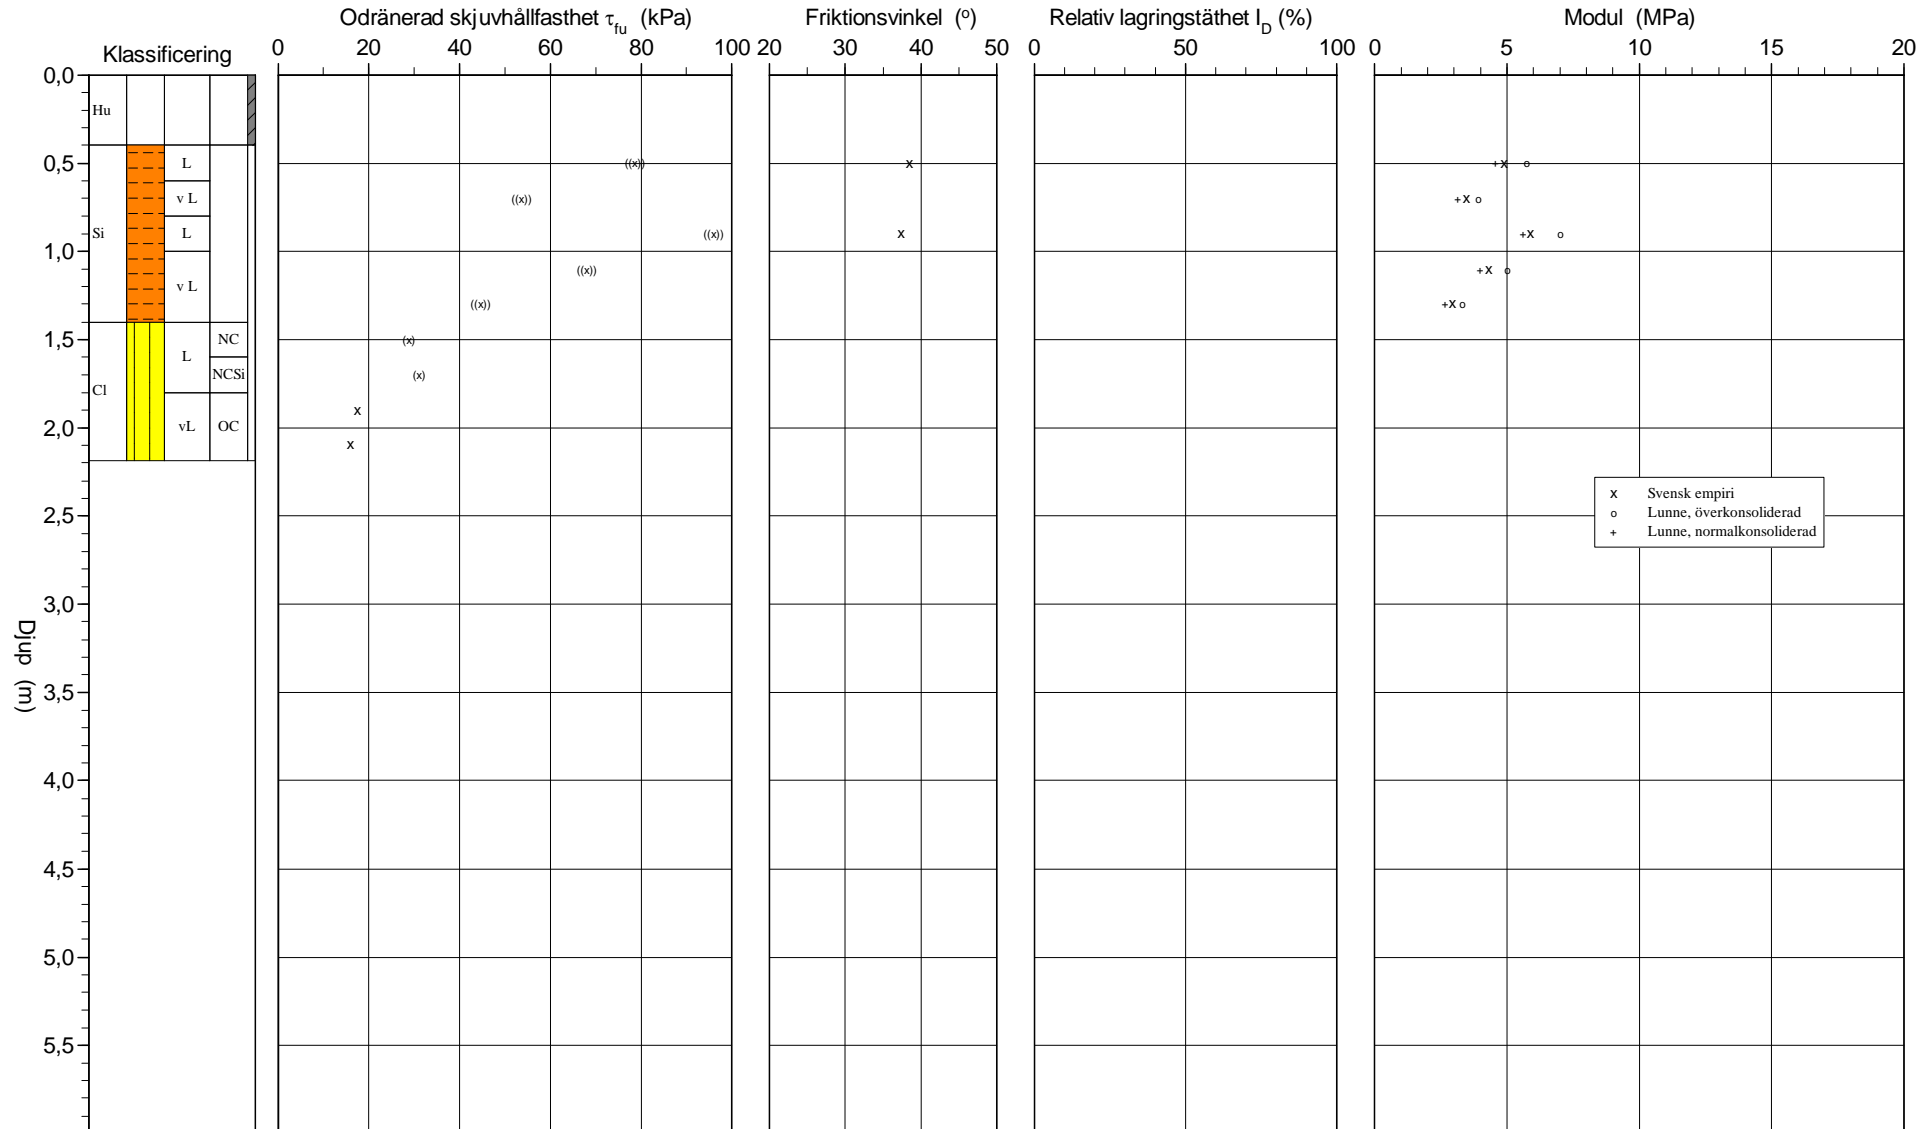 Odränerad skjuvhållfasthet τfu (kPa)
Friktionsvinkel (o)
Relativ lagringstäthet ID (%)
Modul (MPa)
Klassificering
0 20 40 60 80 100
20 30 40 50
0 50 100
0 5 10 15 20
0,0
Hu
0,5
L
((x))
x
+ x o
v L
((x))
+ x o
Si
L
((x))
x
+ x o
1,0
((x))
+ x o
v L
((x))
+ x o
1,5
NC
(x)
L
NCSi
(x)
Cl
x
2,0
vL
OC
x
2,5
x Svensk empiri
o Lunne, överkonsoliderad
+ Lunne, normalkonsoliderad
3,0
Djup (m)
3,5
4,0
4,5
5,0
5,5